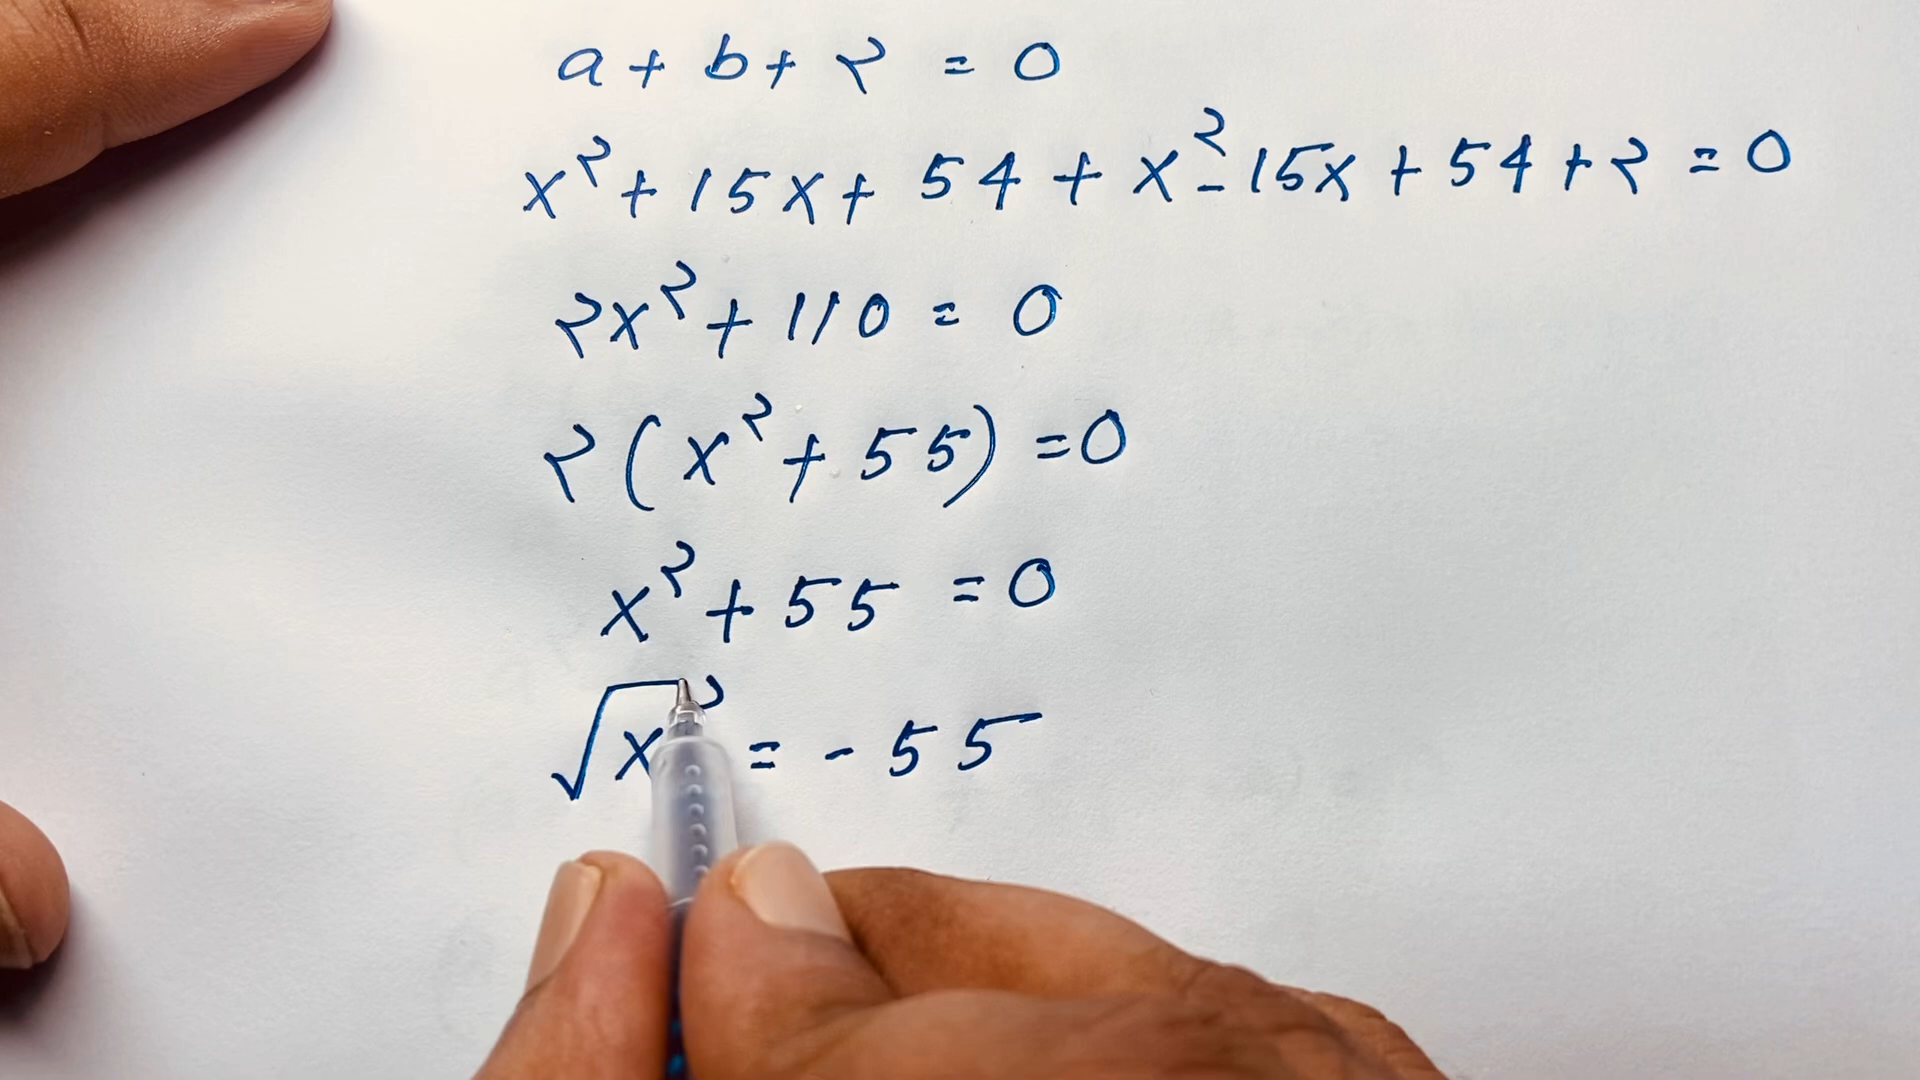 a + b + 2 = 0
x² + 15x + 54 + x² - 15x + 54 + 2 = 0
2x² + 110 = 0
2(x² + 55) = 0
x² + 55 = 0
√x² = -55